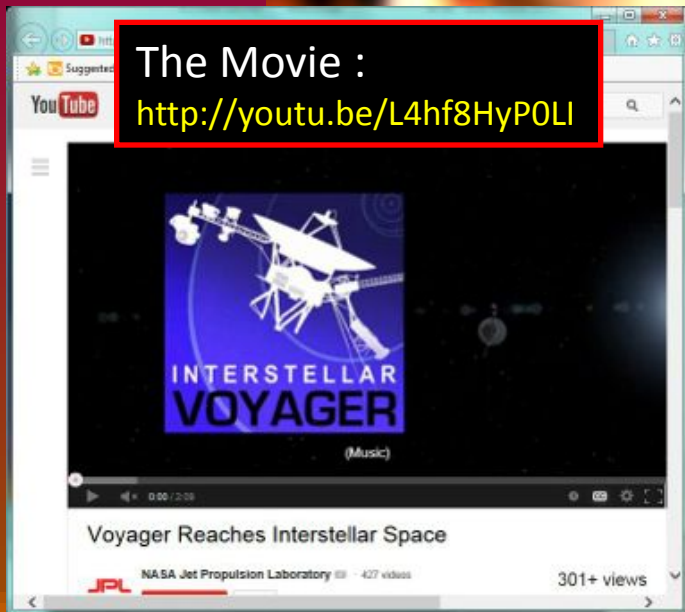 The Movie :
http://youtu.be/L4hf8HyP0LI
Suggested
You Tube
INTERSTELLAR
VOYAGER
(Music)
0:00 / 2:09
Voyager Reaches Interstellar Space
JPL
NASA Jet Propulsion Laboratory · 427 videos
301+ views